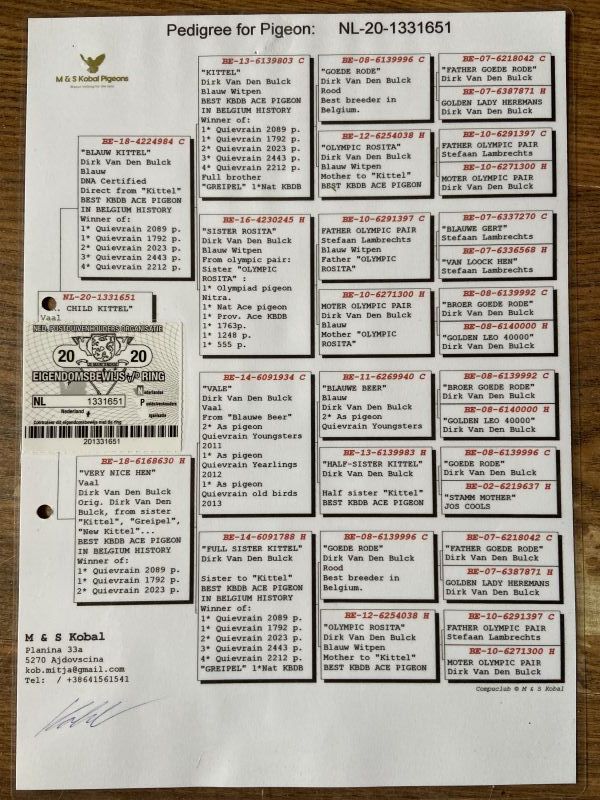 Pedigree for Pigeon: NL-20-1331651
M & S Kobal Pigeons
BE-18-4224984 C
"BLAUW KITTEL"
Dirk Van Den Bulck
Blauw
DNA Certified
Direct from "Kittel"
BEST KBDB ACE PIGEON
IN BELGIUM HISTORY
Winner of:
1* Quievrain 2089 p.
1* Quievrain 1792 p.
2* Quievrain 2023 p.
3* Quievrain 2443 p.
4* Quievrain 2212 p.
NL-20-1331651
CHILD KITTEL"
Vaal
NED. POSTDUIVENHOUDERS ORGANISATIE
20 20
EIGENDOMSBEWIJS v/d RING
NL 1331651
Nederland
Nederlandse
Postduivenhouders
Organisatie
Controleer dit eigendomsbewijs met de ring
201331651
BE-18-6168630 H
"VERY NICE HEN"
Vaal
Dirk Van Den Bulck
Orig. Dirk Van Den
Bulck, from sister
"Kittel", "Greipel",
"New Kittel"...
BEST KBDB ACE PIGEON
IN BELGIUM HISTORY
Winner of:
1* Quievrain 2089 p.
1* Quievrain 1792 p.
2* Quievrain 2023 p.
M & S Kobal
Planina 33a
5270 Ajdovscina
kob.mitja@gmail.com
Tel: / +38641561541
BE-13-6139803 C
"KITTEL"
Dirk Van Den Bulck
Blauw Witpen
BEST KBDB ACE PIGEON
IN BELGIUM HISTORY
Winner of:
1* Quievrain 2089 p.
1* Quievrain 1792 p.
2* Quievrain 2023 p.
3* Quievrain 2443 p.
4* Quievrain 2212 p.
Full brother
"GREIPEL" 1*Nat KBDB
BE-16-4230245 H
"SISTER ROSITA"
Dirk Van Den Bulck
Blauw Witpen
From olympic pair:
Sister "OLYMPIC
ROSITA" :
1* Olympiad pigeon
Nitra.
1* Nat Ace pigeon
1* Prov. Ace KBDB
1* 1763p.
1* 1248 p.
1* 555 p.
BE-14-6091934 C
"VALE"
Dirk Van Den Bulck
Vaal
From "Blauwe Beer"
2* As pigeon
Quievrain Youngsters
2011
1* As pigeon
Quievrain Yearlings
2012
1* As pigeon
Quievrain old birds
2013
BE-14-6091788 H
"FULL SISTER KITTEL"
Dirk Van Den Bulck
Sister to "Kittel"
BEST KBDB ACE PIGEON
IN BELGIUM HISTORY
Winner of:
1* Quievrain 2089 p.
1* Quievrain 1792 p.
2* Quievrain 2023 p.
3* Quievrain 2443 p.
4* Quievrain 2212 p.
"GREIPEL" 1*Nat KBDB
BE-08-6139996 C
"GOEDE RODE"
Dirk Van Den Bulck
Rood
Best breeder in
Belgium.
BE-12-6254038 H
"OLYMPIC ROSITA"
Dirk Van Den Bulck
Blauw Witpen
Mother to "Kittel"
BEST KBDB ACE PIGEON
BE-10-6291397 C
FATHER OLYMPIC PAIR
Stefaan Lambrechts
Blauw Witpen
Father "OLYMPIC
ROSITA"
BE-10-6271300 H
MOTER OLYMPIC PAIR
Dirk Van Den Bulck
Blauw
Mother "OLYMPIC
ROSITA"
BE-11-6269940 C
"BLAUWE BEER"
Dirk Van Den Bulck
Blauw
2* As pigeon
Quievrain Youngsters
BE-13-6139983 H
"HALF-SISTER KITTEL"
Dirk Van Den Bulck
Half sister "Kittel"
BEST KBDB ACE PIGEON
BE-08-6139996 C
"GOEDE RODE"
Dirk Van Den Bulck
Rood
Best breeder in
Belgium.
BE-12-6254038 H
"OLYMPIC ROSITA"
Dirk Van Den Bulck
Blauw Witpen
Mother to "Kittel"
BEST KBDB ACE PIGEON
BE-07-6218042 C
"FATHER GOEDE RODE"
BE-07-6387871 H
GOLDEN LADY HEREMANS
Dirk Van Den Bulck
BE-10-6291397 C
FATHER OLYMPIC PAIR
Stefaan Lambrechts
BE-10-6271300 H
MOTER OLYMPIC PAIR
Dirk Van Den Bulck
BE-07-6337270 C
"BLAUWE GERT"
Stefaan Lambrechts
BE-07-6336568 H
"VAN LOOCK HEN"
Stefaan Lambrechts
BE-08-6139992 C
"BROER GOEDE RODE"
Dirk Van Den Bulck
BE-08-6140000 H
"GOLDEN LEO 40000"
Dirk Van Den Bulck
BE-08-6139992 C
"BROER GOEDE RODE"
Dirk Van Den Bulck
BE-08-6140000 H
"GOLDEN LEO 40000"
Dirk Van Den Bulck
BE-08-6139996 C
"GOEDE RODE"
Dirk Van Den Bulck
BE-02-6219637 H
"STAMM MOTHER"
JOS COOLS
BE-07-6218042 C
"FATHER GOEDE RODE"
Dirk Van Den Bulck
BE-07-6387871 H
GOLDEN LADY HEREMANS
Dirk Van Den Bulck
BE-10-6291397 C
FATHER OLYMPIC PAIR
Stefaan Lambrechts
BE-10-6271300 H
MOTER OLYMPIC PAIR
Dirk Van Den Bulck
Compuclub © M & S Kobal